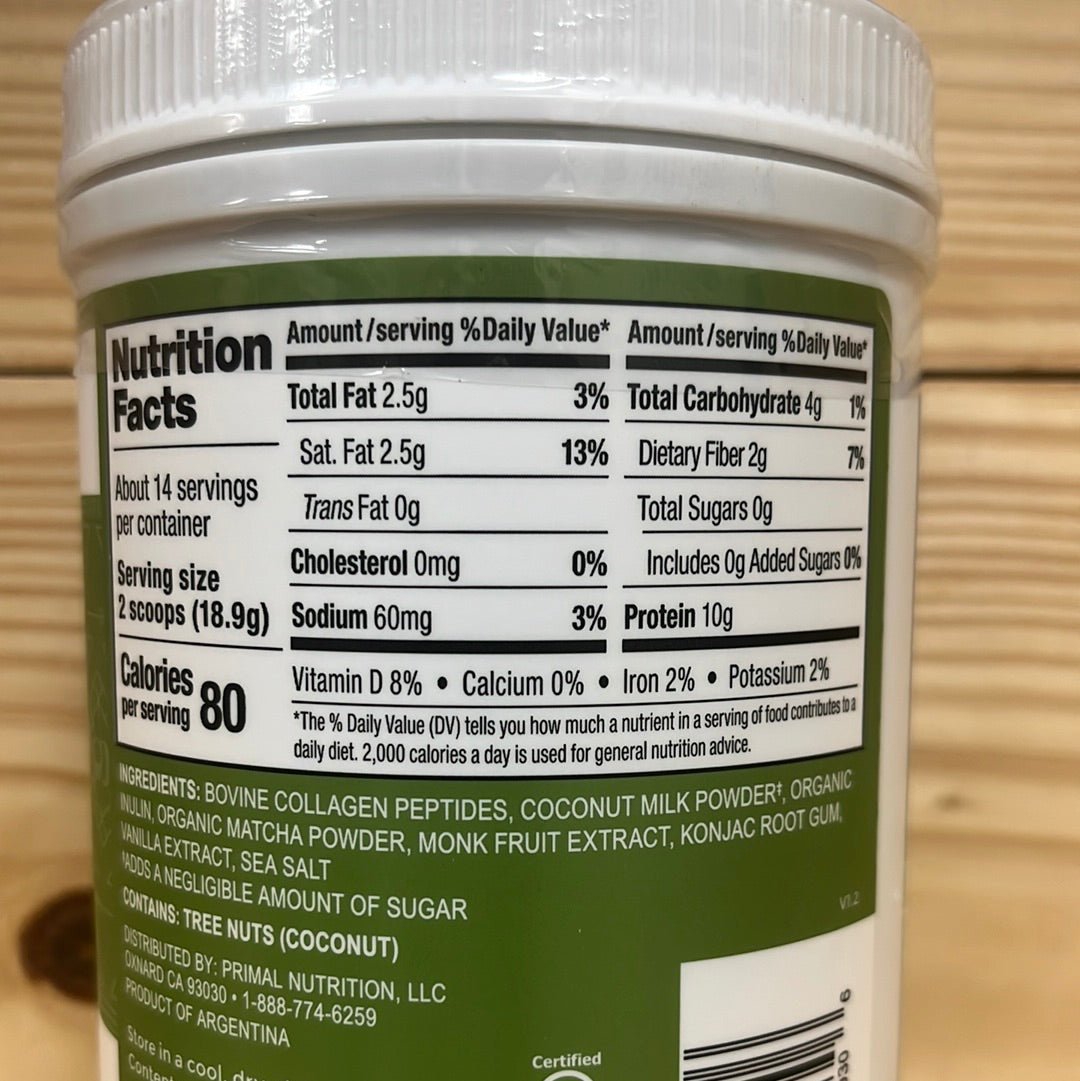 Nutrition
Facts
About 14 servings
per container
Serving size
2 scoops (18.9g)
Calories
per serving 80
Amount/serving %Daily Value*
Total Fat 2.5g 3%
Sat. Fat 2.5g 13%
Trans Fat 0g
Cholesterol 0mg 0%
Sodium 60mg 3%
Amount/serving %Daily Value*
Total Carbohydrate 4g 1%
Dietary Fiber 2g 7%
Total Sugars 0g
Includes 0g Added Sugars 0%
Protein 10g
Vitamin D 8% • Calcium 0% • Iron 2% • Potassium 2%
*The % Daily Value (DV) tells you how much a nutrient in a serving of food contributes to a
daily diet. 2,000 calories a day is used for general nutrition advice.
INGREDIENTS: BOVINE COLLAGEN PEPTIDES, COCONUT MILK POWDER‡, ORGANIC
INULIN, ORGANIC MATCHA POWDER, MONK FRUIT EXTRACT, KONJAC ROOT GUM,
VANILLA EXTRACT, SEA SALT
‡ADDS A NEGLIGIBLE AMOUNT OF SUGAR
CONTAINS: TREE NUTS (COCONUT)
V1.2
DISTRIBUTED BY: PRIMAL NUTRITION, LLC
OXNARD CA 93030 • 1-888-774-6259
PRODUCT OF ARGENTINA
Store in a cool,
Certified
6